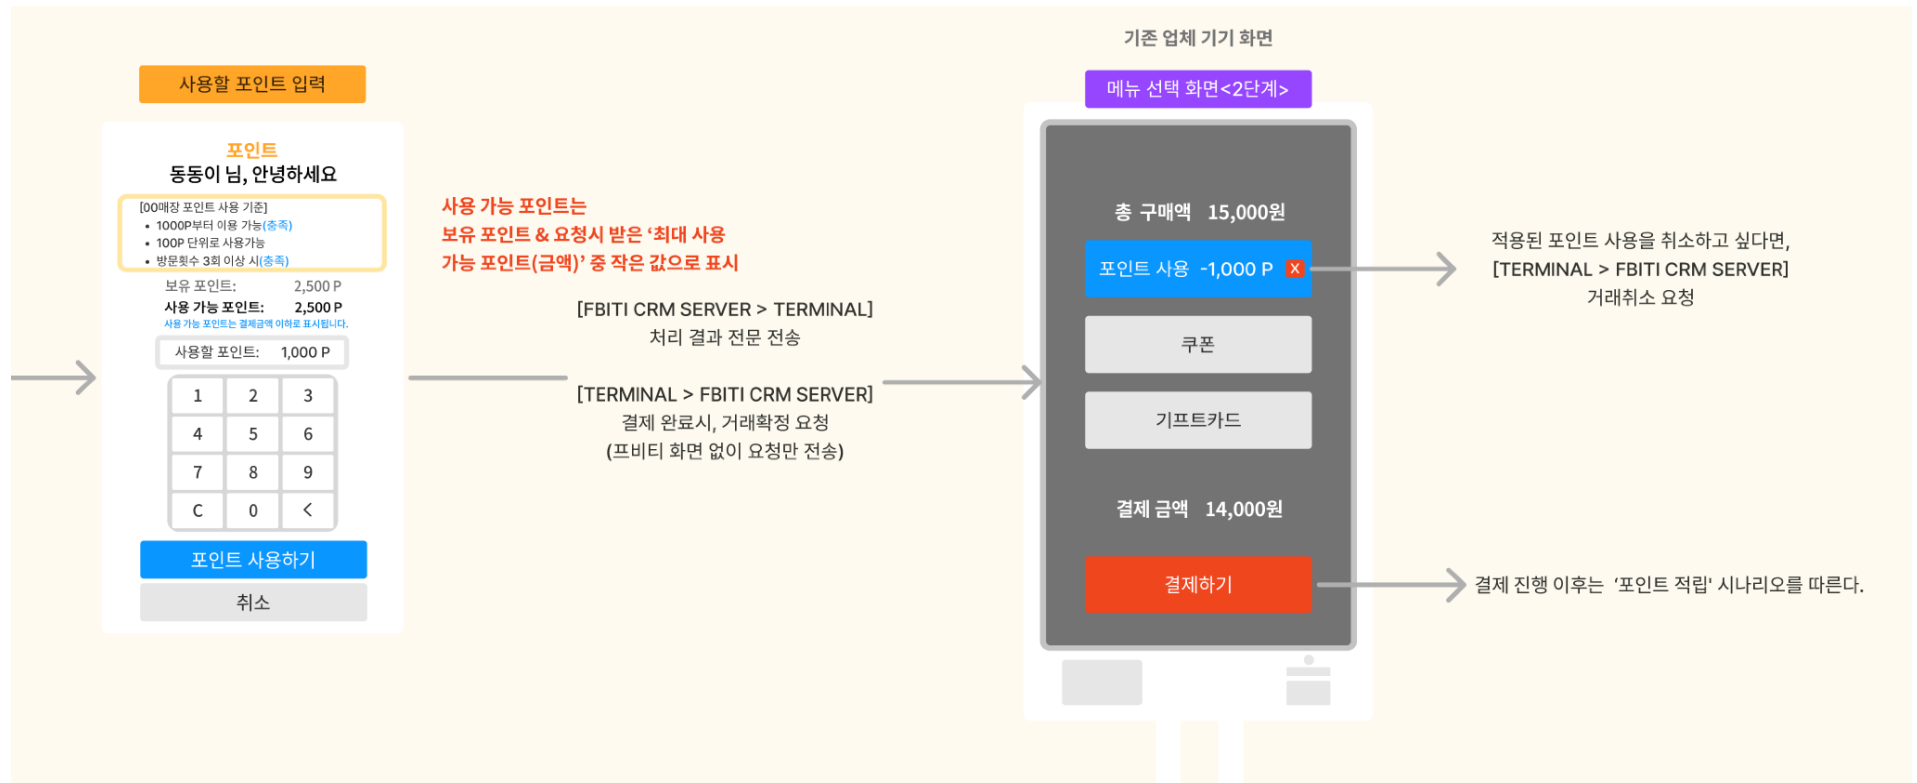 사용할 포인트 입력
포인트
동동이 님, 안녕하세요
[00매장 포인트 사용 기준]
• 1000P부터 이용 가능(충족)
• 100P 단위로 사용가능
• 방문횟수 3회 이상 시(충족)
보유 포인트: 2,500 P
사용 가능 포인트: 2,500 P
사용 가능 포인트는 결제금액 이하로 표시됩니다.
사용할 포인트: 1,000 P
1 2 3
4 5 6
7 8 9
C 0 <
포인트 사용하기
취소
사용 가능 포인트는
보유 포인트 & 요청시 받은 ‘최대 사용
가능 포인트(금액)’ 중 작은 값으로 표시
[FBITI CRM SERVER > TERMINAL]
처리 결과 전문 전송
[TERMINAL > FBITI CRM SERVER]
결제 완료시, 거래확정 요청
(프비티 화면 없이 요청만 전송)
기존 업체 기기 화면
메뉴 선택 화면<2단계>
총 구매액 15,000원
포인트 사용 -1,000 P X
쿠폰
기프트카드
결제 금액 14,000원
결제하기
적용된 포인트 사용을 취소하고 싶다면,
[TERMINAL > FBITI CRM SERVER]
거래취소 요청
결제 진행 이후는 ‘포인트 적립' 시나리오를 따른다.